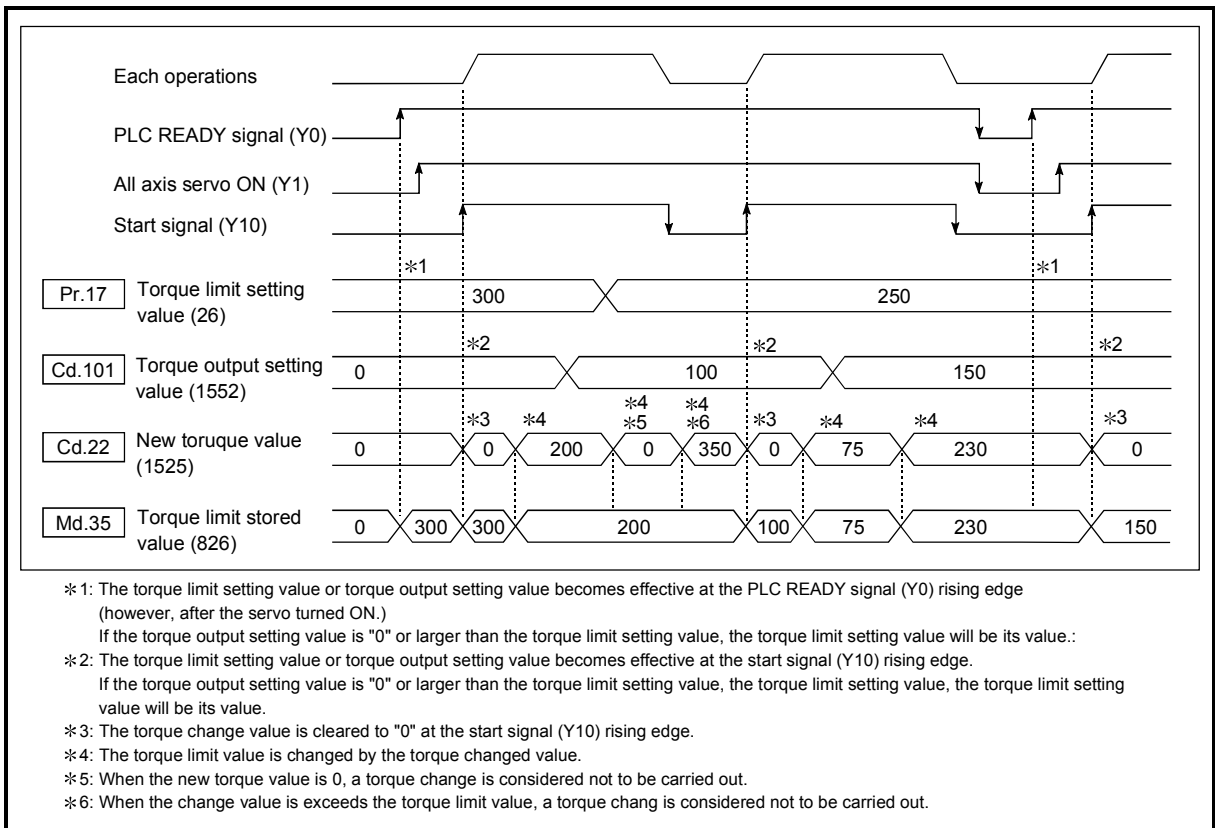 Each operations
PLC READY signal (Y0)
All axis servo ON (Y1)
Start signal (Y10)
∗1 ∗1
Pr.17 Torque limit setting
value (26)
300 250
∗2 ∗2 ∗2
Cd.101 Torque output setting
value (1552)
0 100 150
∗4 ∗4
∗3 ∗4 ∗5 ∗6 ∗3 ∗4 ∗4 ∗3
Cd.22 New toruque value
(1525)
0 0 200 0 350 0 75 230 0
Md.35 Torque limit stored
value (826)
0 300 300 200 100 75 230 150
∗1: The torque limit setting value or torque output setting value becomes effective at the PLC READY signal (Y0) rising edge
(however, after the servo turned ON.)
If the torque output setting value is "0" or larger than the torque limit setting value, the torque limit setting value will be its value.:
∗2: The torque limit setting value or torque output setting value becomes effective at the start signal (Y10) rising edge.
If the torque output setting value is "0" or larger than the torque limit setting value, the torque limit setting value, the torque limit setting
value will be its value.
∗3: The torque change value is cleared to "0" at the start signal (Y10) rising edge.
∗4: The torque limit value is changed by the torque changed value.
∗5: When the new torque value is 0, a torque change is considered not to be carried out.
∗6: When the change value is exceeds the torque limit value, a torque chang is considered not to be carried out.